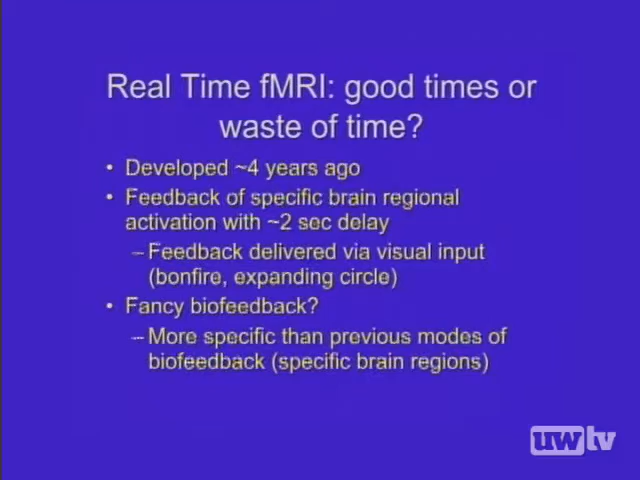 Real Time fMRI: good times or
waste of time?
• Developed ~4 years ago
• Feedback of specific brain regional
activation with ~2 sec delay
– Feedback delivered via visual input
(bonfire, expanding circle)
• Fancy biofeedback?
– More specific than previous modes of
biofeedback (specific brain regions)
uwtv